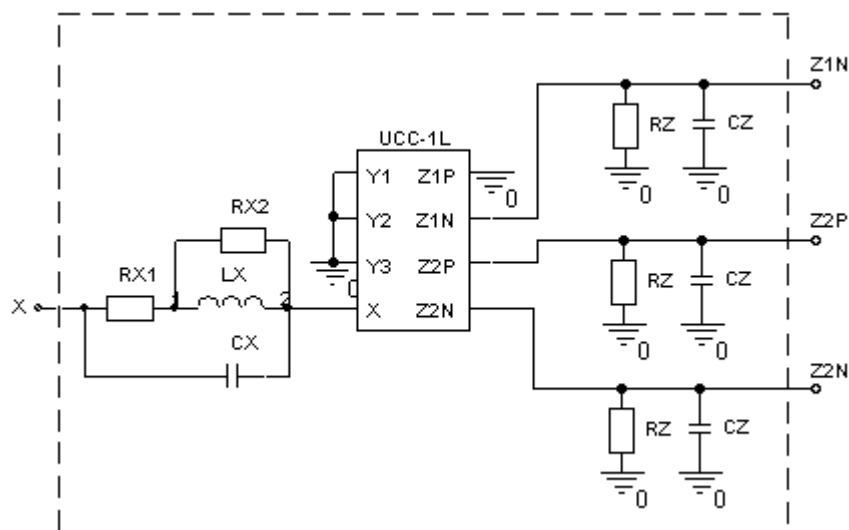 Z1N
RZ
CZ
0
0
UCC-1L
Y1 Z1P
0
Y2 Z1N
Y3 Z2P
X Z2N
0
Z2P
RZ
CZ
0
0
RX2
RX1
LX
1
2
X
CX
Z2N
RZ
CZ
0
0